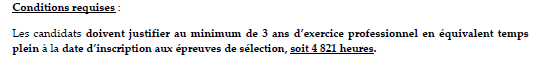 Conditions requises :
Les candidats doivent justifier au minimum de 3 ans d'exercice professionnel en équivalent temps
plein à la date d'inscription aux épreuves de sélection, soit 4 821 heures.